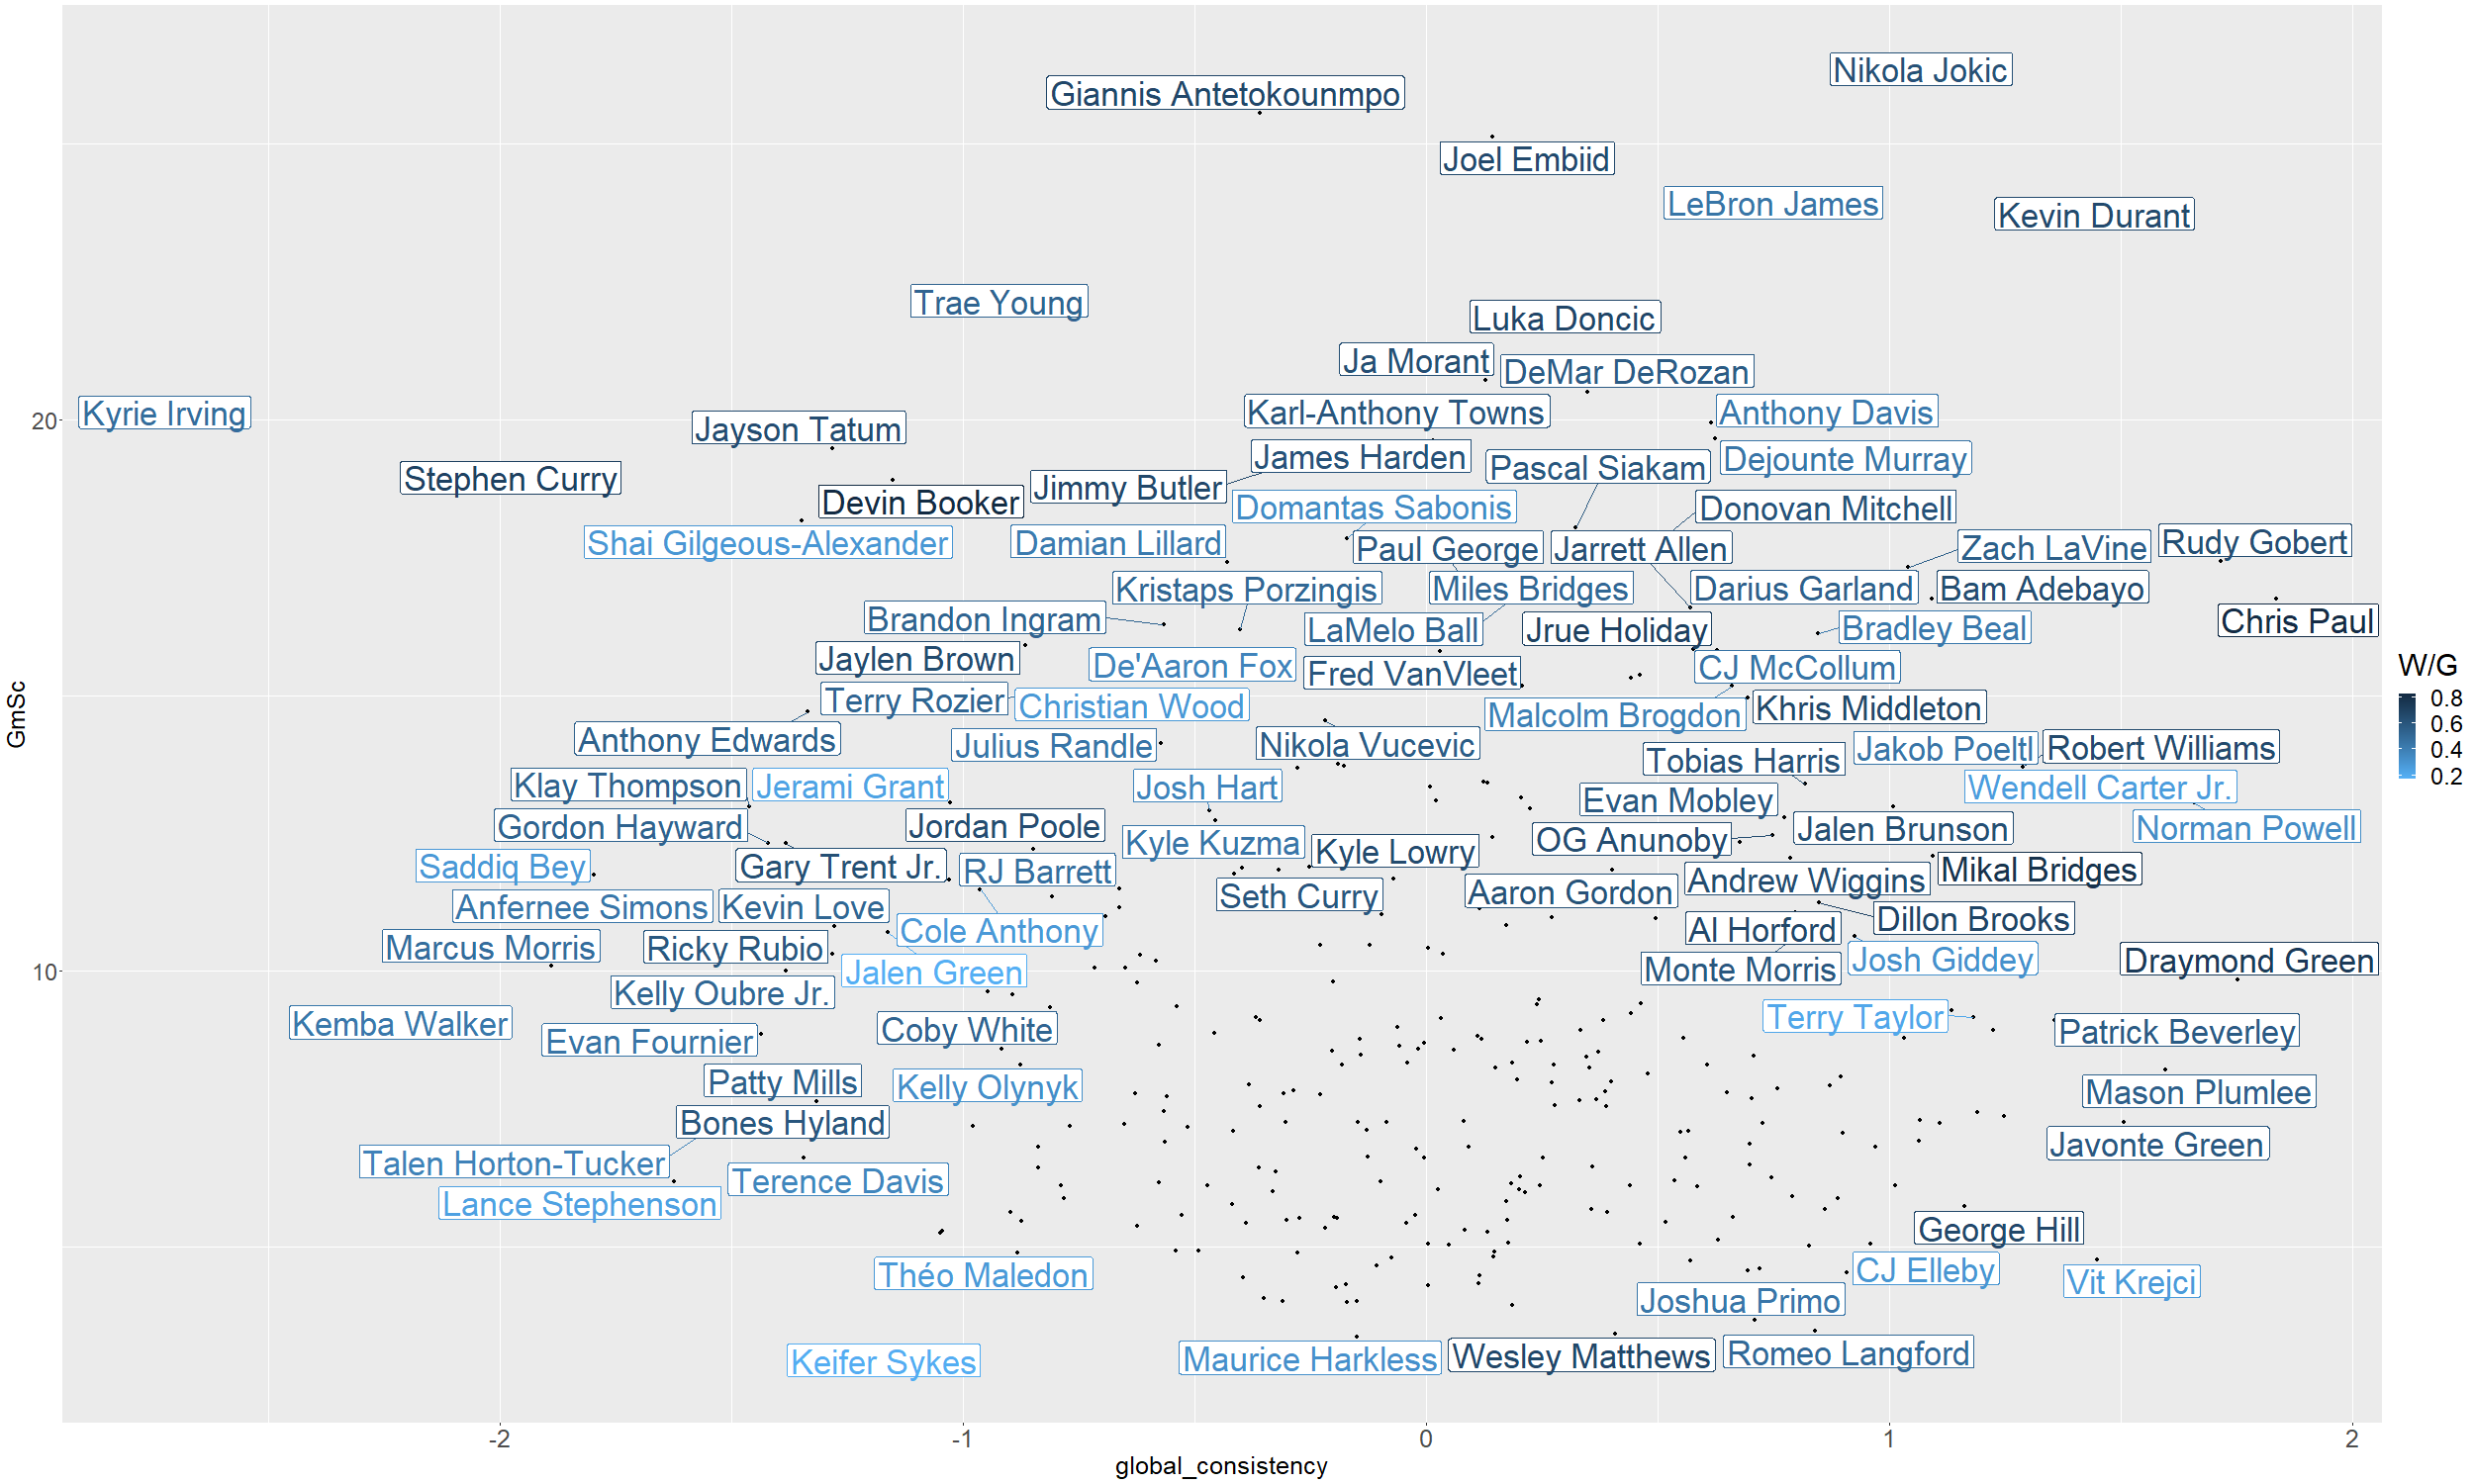 Nikola Jokic
Giannis Antetokounmpo
Joel Embiid
LeBron James
Kevin Durant
Trae Young
Luka Doncic
Ja Morant
DeMar DeRozan
Kyrie Irving
Karl-Anthony Towns
Anthony Davis
20
Jayson Tatum
James Harden
Dejounte Murray
Stephen Curry
Pascal Siakam
Jimmy Butler
Devin Booker
Domantas Sabonis
Donovan Mitchell
Shai Gilgeous-Alexander
Damian Lillard
Paul George
Jarrett Allen
Zach LaVine
Rudy Gobert
Kristaps Porzingis
Miles Bridges
Darius Garland
Bam Adebayo
Brandon Ingram
LaMelo Ball
Jrue Holiday
Bradley Beal
Chris Paul
Jaylen Brown
De'Aaron Fox
Fred VanVleet
CJ McCollum
Terry Rozier
Christian Wood
Malcolm Brogdon
Khris Middleton
Anthony Edwards
Julius Randle
Nikola Vucevic
Tobias Harris
Jakob Poeltl
Robert Williams
Klay Thompson
Jerami Grant
Josh Hart
Evan Mobley
Wendell Carter Jr.
Gordon Hayward
Jordan Poole
Kyle Kuzma
Kyle Lowry
OG Anunoby
Jalen Brunson
Norman Powell
Saddiq Bey
Gary Trent Jr.
RJ Barrett
Seth Curry
Aaron Gordon
Andrew Wiggins
Mikal Bridges
Anfernee Simons
Kevin Love
Cole Anthony
Al Horford
Dillon Brooks
Marcus Morris
Ricky Rubio
Jalen Green
Monte Morris
Josh Giddey
Draymond Green
10
Kelly Oubre Jr.
Kemba Walker
Evan Fournier
Coby White
Terry Taylor
Patrick Beverley
Patty Mills
Kelly Olynyk
Mason Plumlee
Bones Hyland
Javonte Green
Talen Horton-Tucker
Terence Davis
Lance Stephenson
George Hill
Théo Maledon
CJ Elleby
Vit Krejci
Joshua Primo
Keifer Sykes
Maurice Harkless
Wesley Matthews
Romeo Langford
-2
-1
0
1
2
global_consistency
GmSc
W/G
0.8
0.6
0.4
0.2